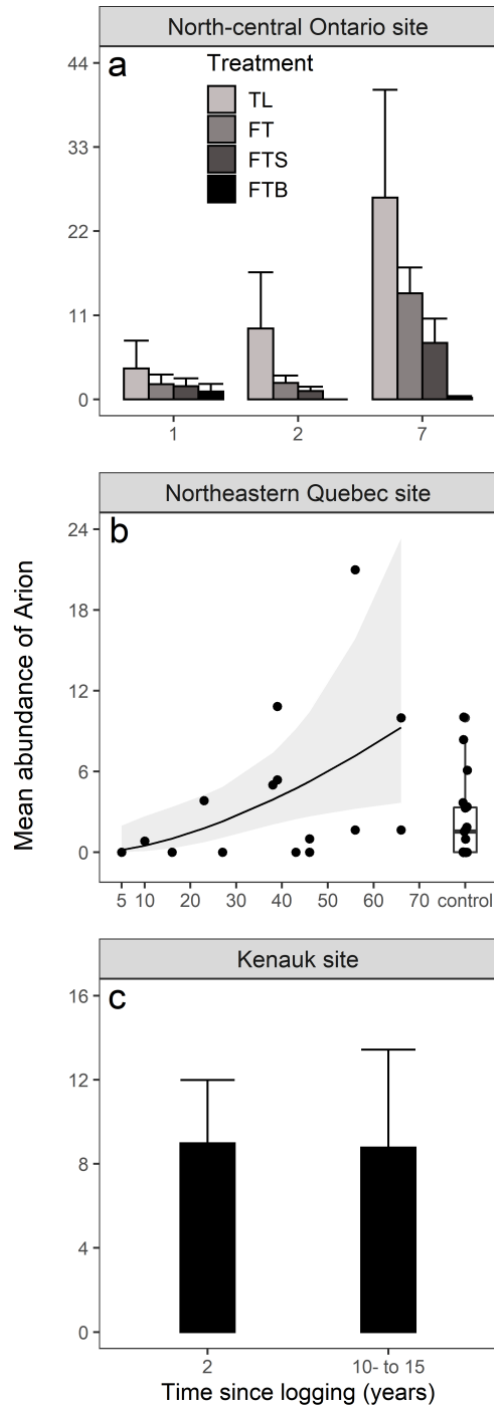 North-central Ontario site
a
Treatment
TL
FT
FTS
FTB
44
33
22
11
0
1 2 7
Northeastern Quebec site
b
24
18
12
6
0
5 10 20 30 40 50 60 70 control
Mean abundance of Arion
Kenauk site
c
16
12
8
4
0
2 10- to 15
Time since logging (years)